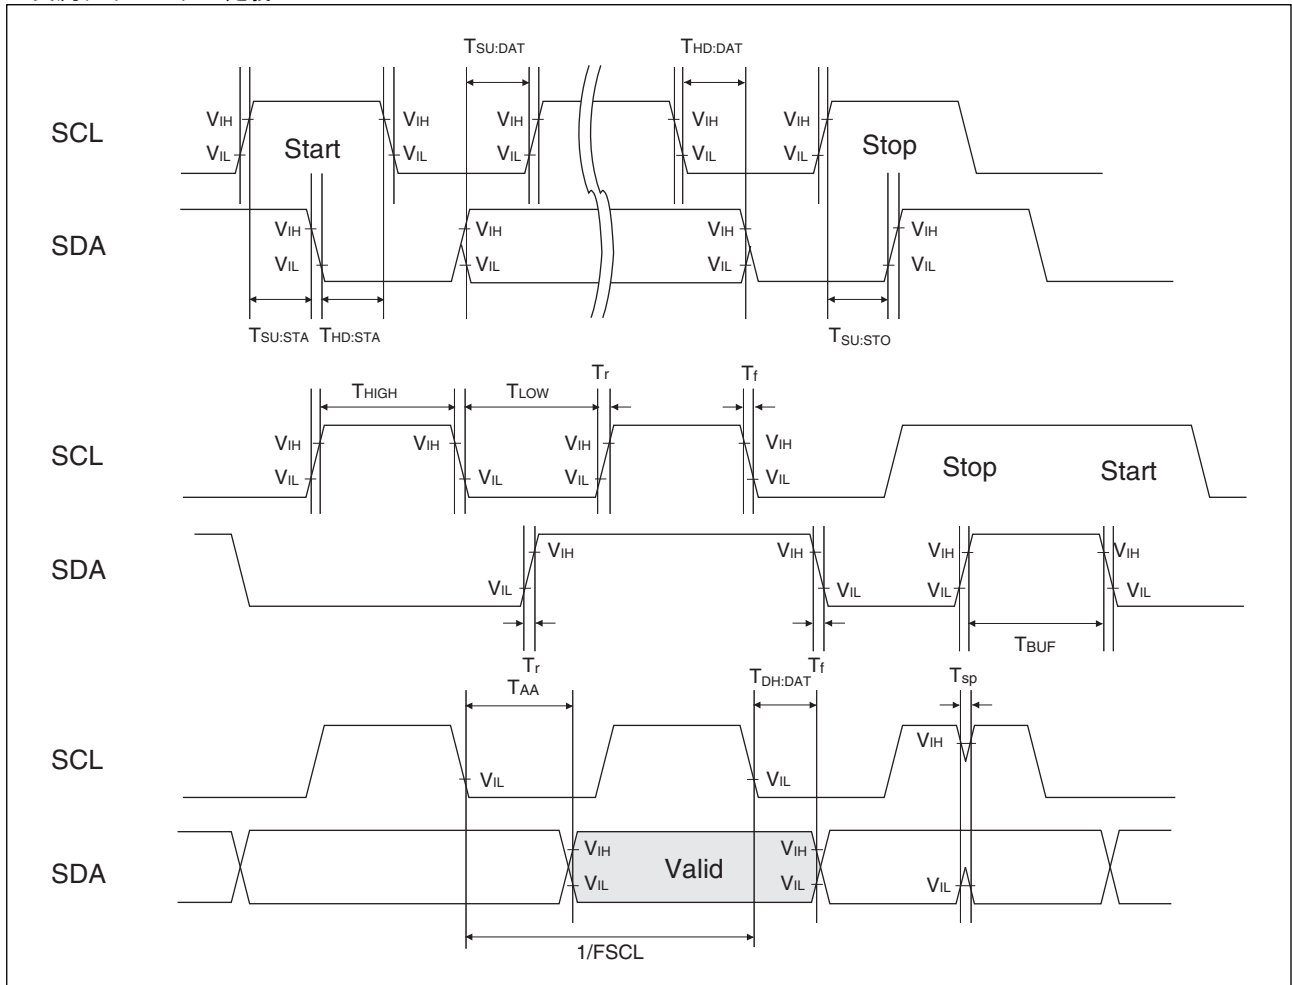 TSU:DAT THD:DAT
SCL VIH VIH VIH VIH VIH
VIL Start VIL VIL VIL VIL Stop
SDA VIH VIH VIH VIH
VIL VIL VIL VIL
TSU:STA THD:STA TSU:STO
THIGH TLOW Tr Tf
SCL VIH VIH VIH VIH
VIL VIL VIL VIL Stop Start
SDA VIH VIH VIH VIH
VIL VIL VIL VIL
Tr Tf TBUF
TAA TDH:DAT Tsp
SCL VIH
VIL VIL
SDA VIH Valid VIH
VIL VIL VIL
1/FSCL